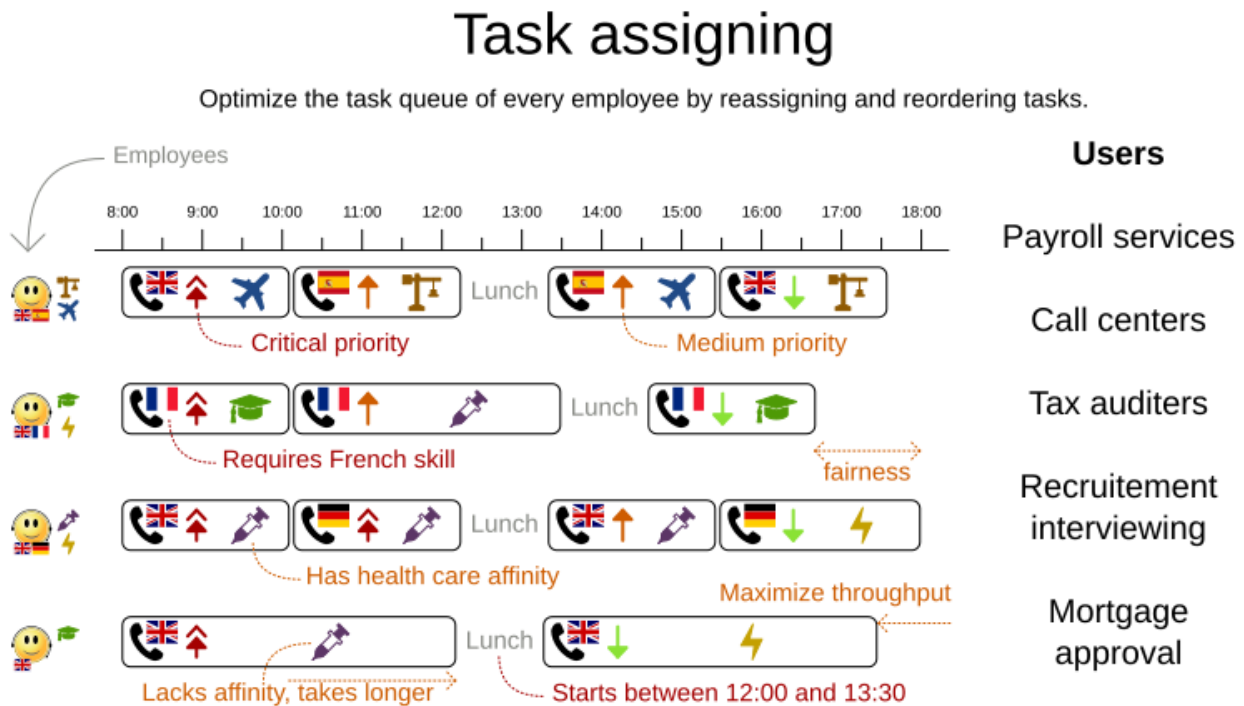 Task assigning
Optimize the task queue of every employee by reassigning and reordering tasks.
Employees
Users
8:00 9:00 10:00 11:00 12:00 13:00 14:00 15:00 16:00 17:00 18:00
Payroll services
Lunch
Call centers
Critical priority
Medium priority
Lunch
Tax auditers
Requires French skill
fairness
Recruitement
interviewing
Lunch
Has health care affinity
Maximize throughput
Mortgage
approval
Lunch
Lacks affinity, takes longer
Starts between 12:00 and 13:30